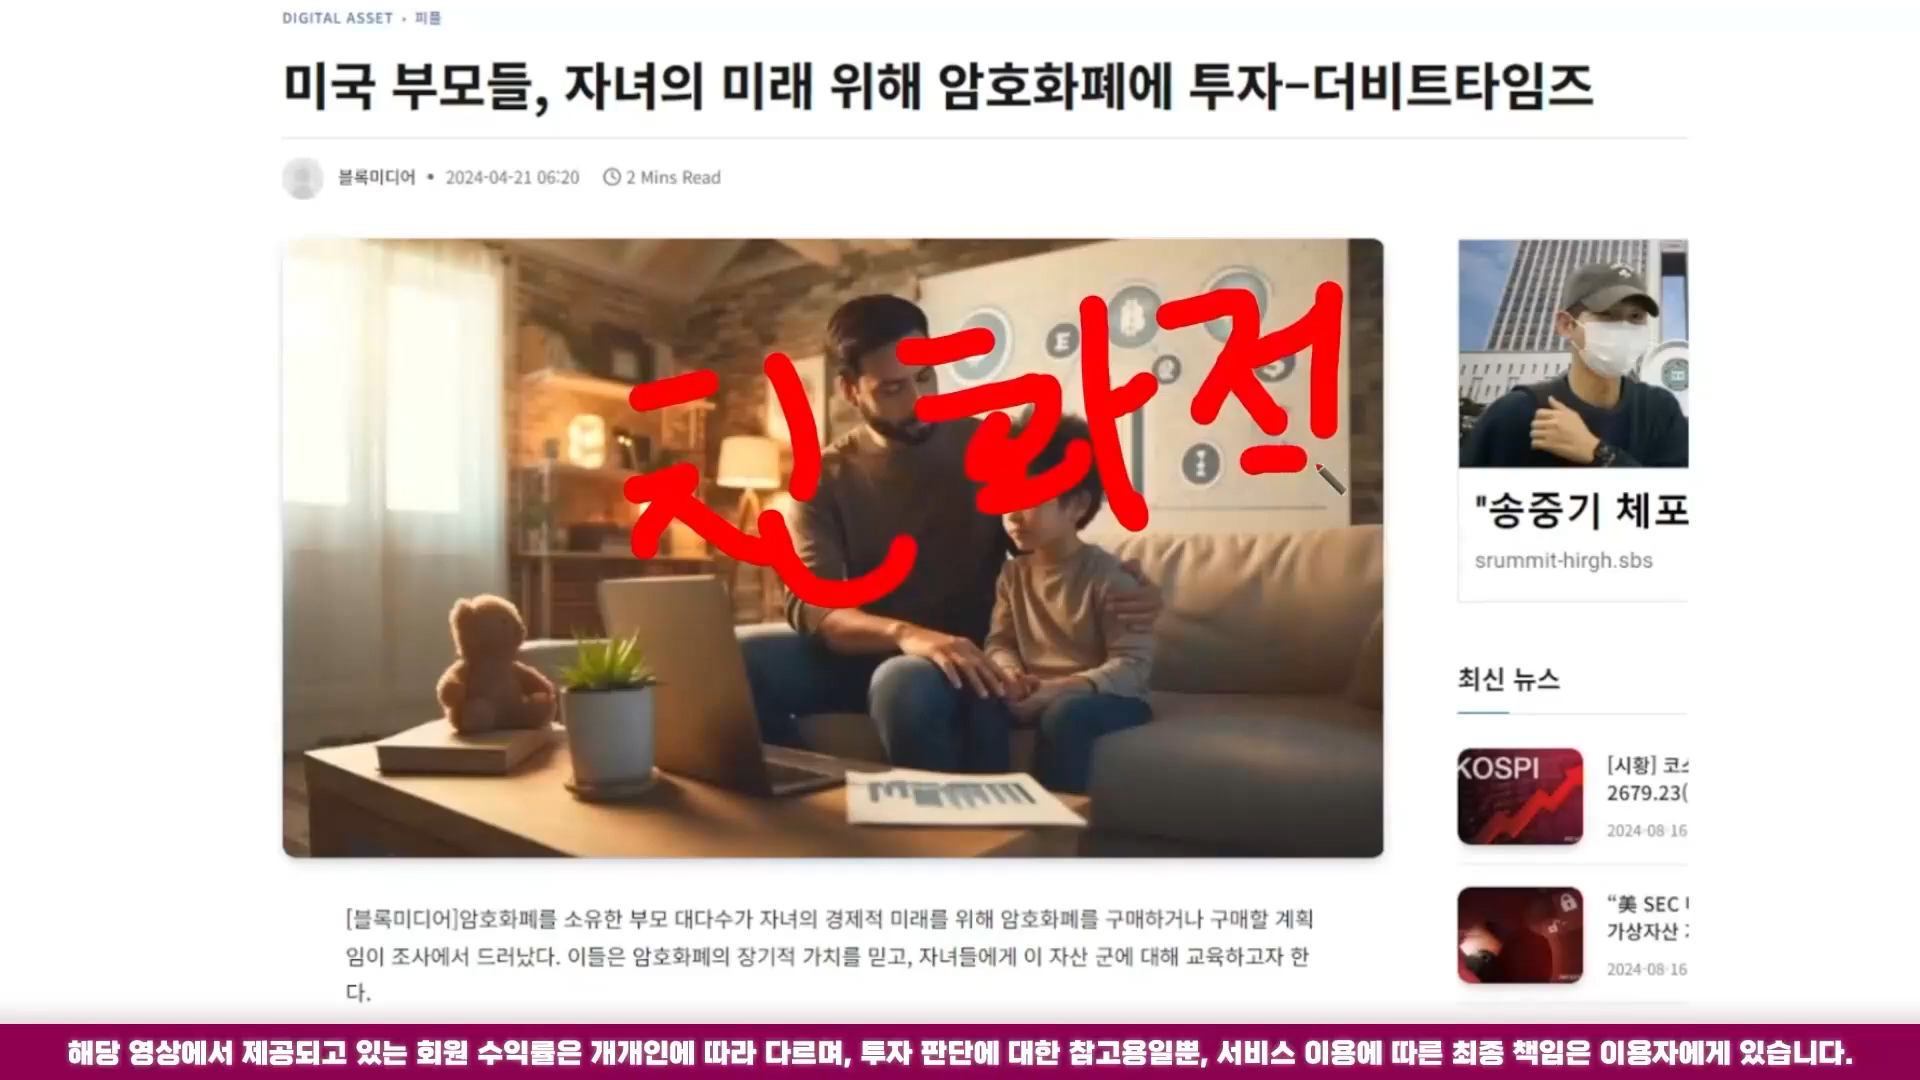 DIGITAL ASSET • 피플
미국 부모들, 자녀의 미래 위해 암호화폐에 투자-더비트타임즈
블록미디어 • 2024-04-21 06:20 2 Mins Read
친화적
"송중기 체포
srummit-hirgh.sbs
최신 뉴스
KOSPI
[시황] 코스
2679.23(
2024-08-16
“美 SEC
가상자산
2024-08-16
[블록미디어]암호화폐를 소유한 부모 대다수가 자녀의 경제적 미래를 위해 암호화폐를 구매하거나 구매할 계획
임이 조사에서 드러났다. 이들은 암호화폐의 장기적 가치를 믿고, 자녀들에게 이 자산 군에 대해 교육하고자 한
다.
해당 영상에서 제공되고 있는 회원 수익률은 개개인에 따라 다르며, 투자 판단에 대한 참고용일뿐, 서비스 이용에 따른 최종 책임은 이용자에게 있습니다.